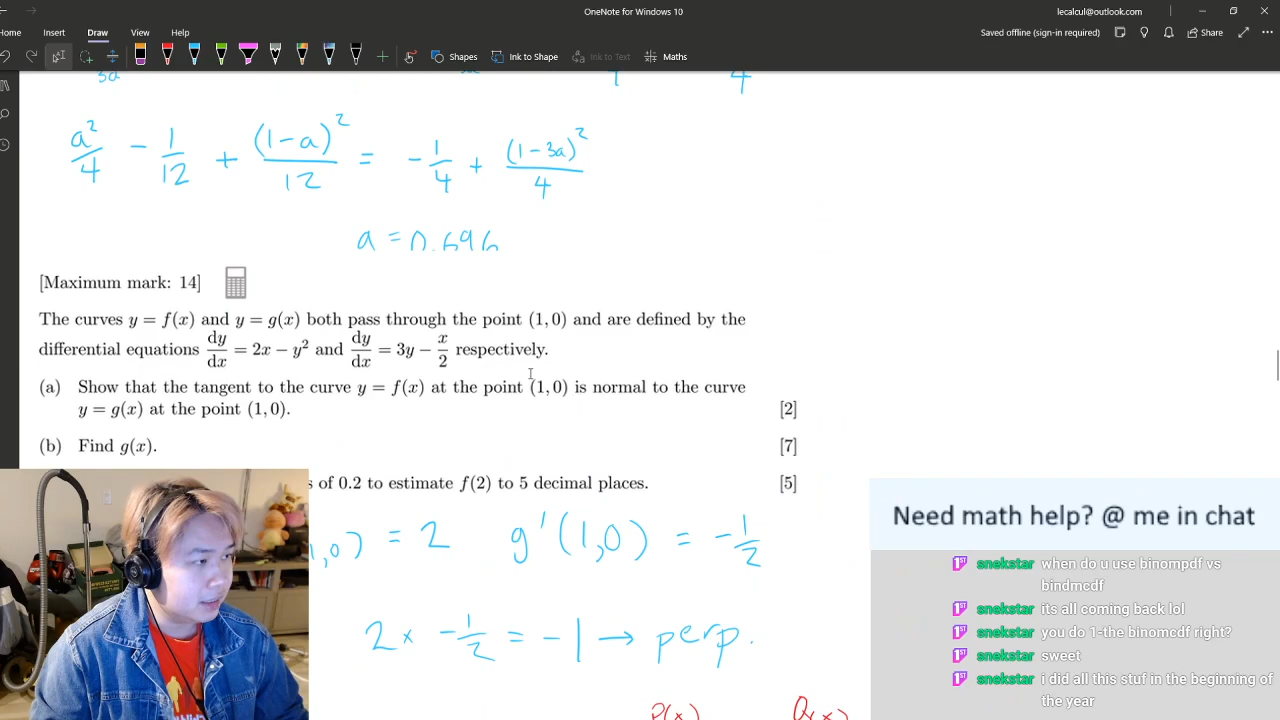 OneNote for Windows 10
lecalcul@outlook.com
Home Insert Draw View Help
Saved offline (sign-in required)
Share
Shapes Ink to Shape Ink to Text Maths
3a 4 4
a²/4 - 1/12 + (1-a)²/12 = -1/4 + (1-3a)²/4
a = 0.696
[Maximum mark: 14]
The curves y = f(x) and y = g(x) both pass through the point (1, 0) and are defined by the
differential equations dy/dx = 2x − y² and dy/dx = 3y − x/2 respectively.
(a) Show that the tangent to the curve y = f(x) at the point (1, 0) is normal to the curve
y = g(x) at the point (1, 0). [2]
(b) Find g(x). [7]
s of 0.2 to estimate f(2) to 5 decimal places. [5]
1,0) = 2 g'(1,0) = -1/2
2 × -1/2 = -1 → perp.
P(x) Q(x)
Need math help? @ me in chat
snekstar when do u use binompdf vs
bindmcdf
snekstar its all coming back lol
snekstar you do 1-the binomcdf right?
snekstar sweet
snekstar i did all this stuf in the beginning of
the year